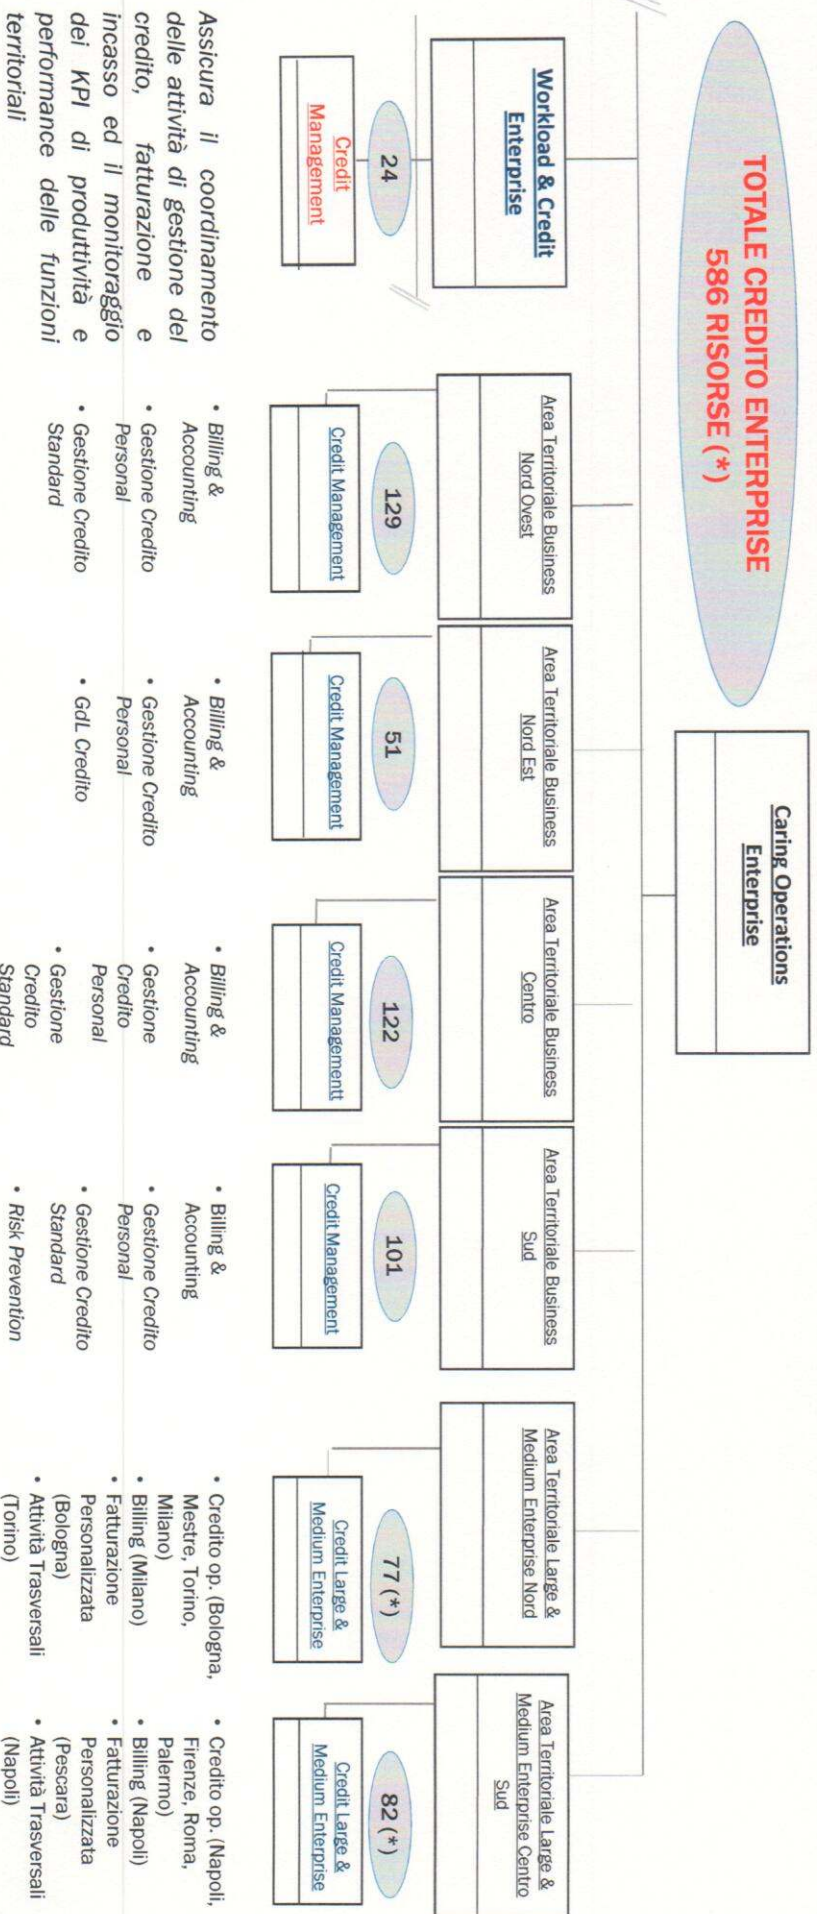 TOTALE CREDITO ENTERPRISE
586 RISORSE (*)
Caring Operations
Enterprise
Workload & Credit
Enterprise
24
Credit
Management
Assicura il coordinamento
delle attività di gestione del
credito, fatturazione e
incasso ed il monitoraggio
dei KPI di produttività e
performance delle funzioni
territoriali
Area Territoriale Business
Nord Ovest
129
Credit Management
• Billing &
Accounting
• Gestione Credito
Personal
• Gestione Credito
Standard
Area Territoriale Business
Nord Est
51
Credit Management
• Billing &
Accounting
• Gestione Credito
Personal
• GdL Credito
Area Territoriale Business
Centro
122
Credit Managementt
• Billing &
Accounting
• Gestione
Credito
Personal
• Gestione
Credito
Standard
Area Territoriale Business
Sud
101
Credit Management
• Billing &
Accounting
• Gestione Credito
Personal
• Gestione Credito
Standard
• Risk Prevention
Area Territoriale Large &
Medium Enterprise Nord
77 (*)
Credit Large &
Medium Enterprise
• Credito op. (Bologna,
Mestre, Torino,
Milano)
• Billing (Milano)
• Fatturazione
Personalizzata
(Bologna)
• Attività Trasversali
(Torino)
Area Territoriale Large &
Medium Enterprise Centro
Sud
82 (*)
Credit Large &
Medium Enterprise
• Credito op. (Napoli,
Firenze, Roma,
Palermo)
• Billing (Napoli)
• Fatturazione
Personalizzata
(Pescara)
• Attività Trasversali
(Napoli)